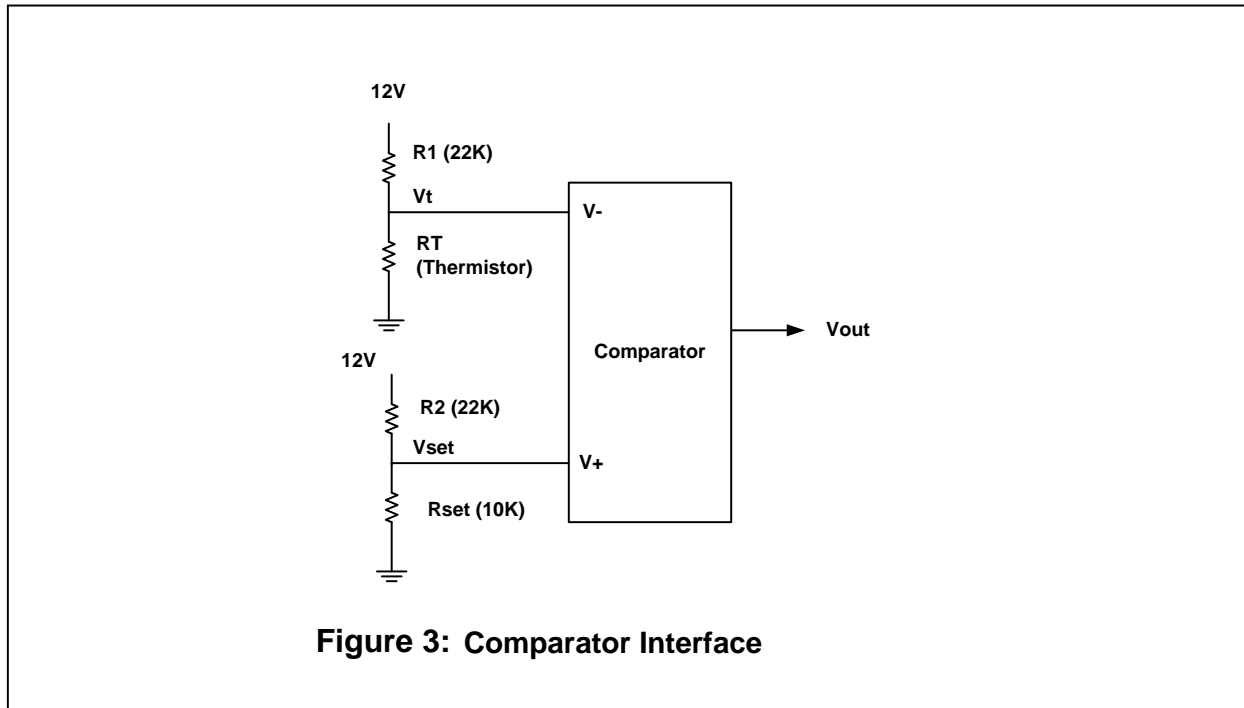 12V
R1 (22K)
Vt
V-
RT
(Thermistor)
Comparator
Vout
12V
R2 (22K)
Vset
V+
Rset (10K)
Figure 3: Comparator Interface